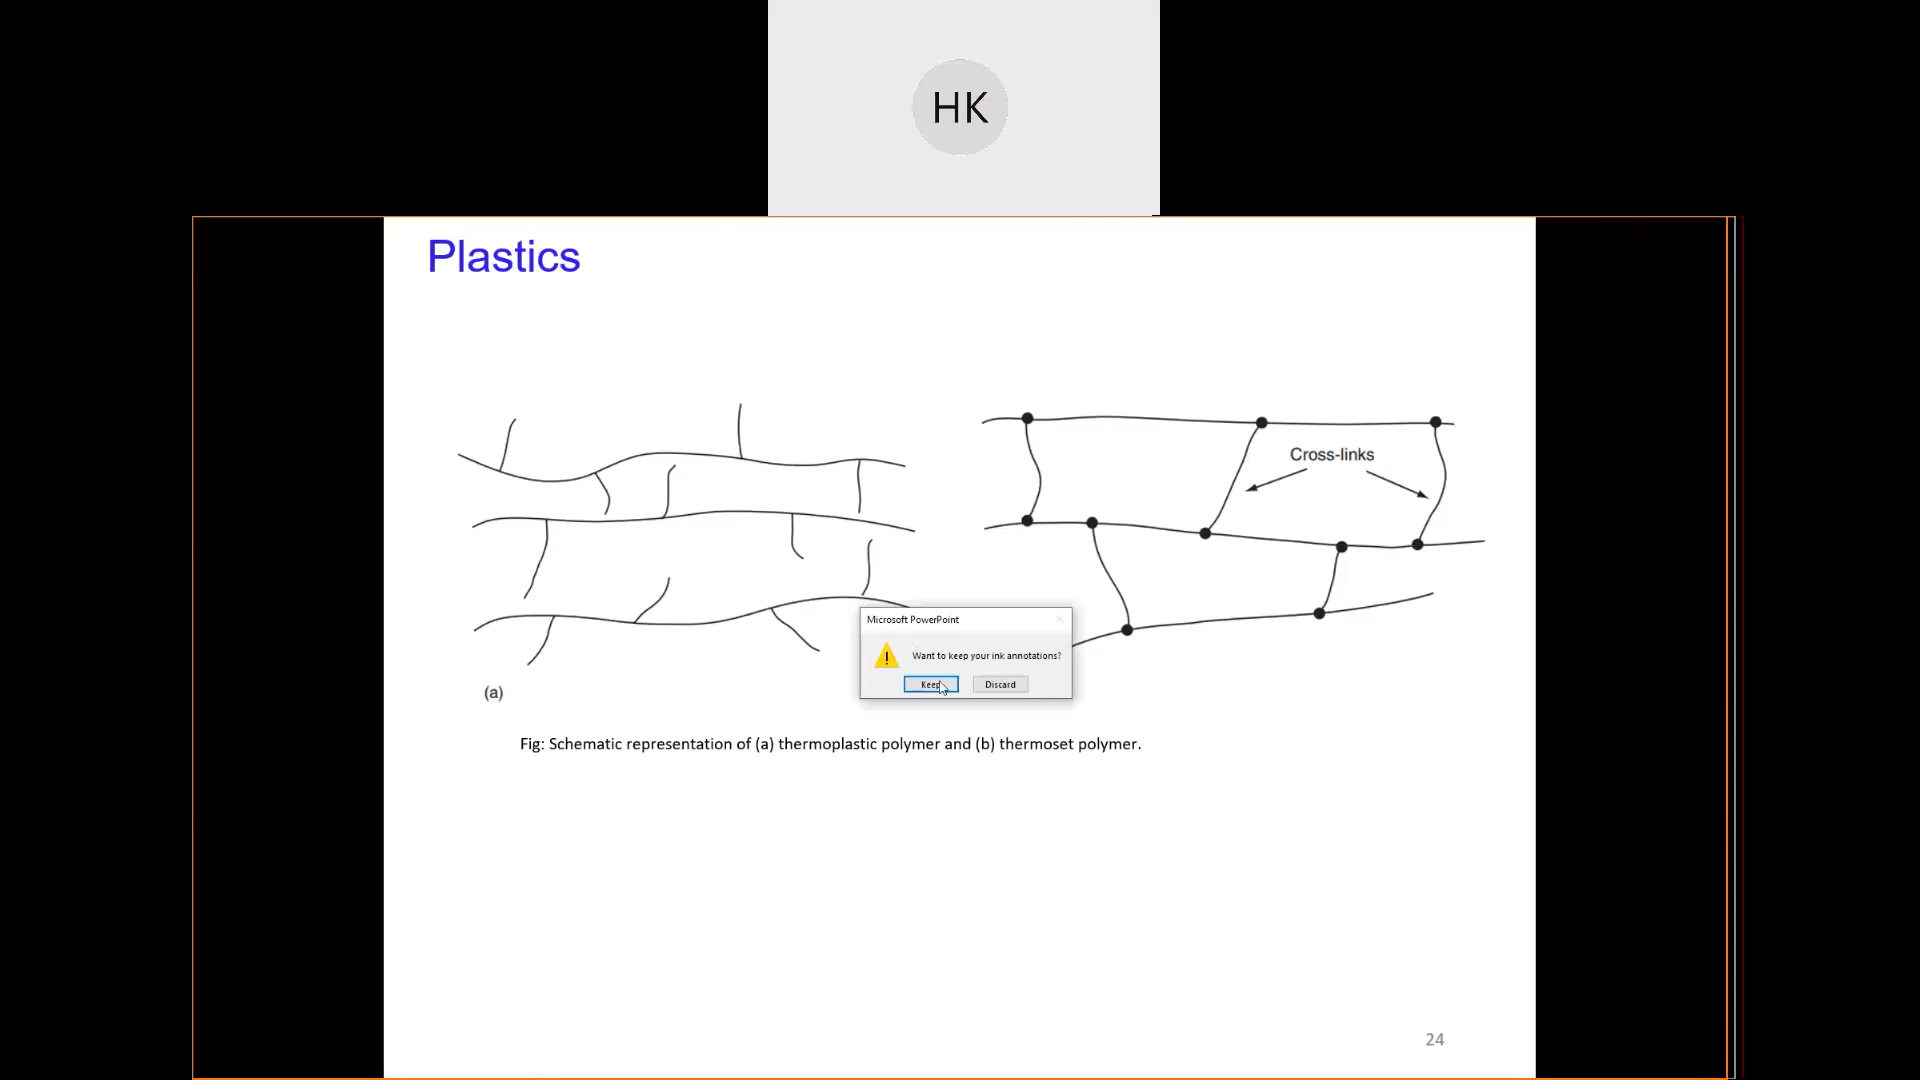 HK
Plastics
Cross-links
Microsoft PowerPoint
Want to keep your ink annotations?
Keep
Discard
(a)
Fig: Schematic representation of (a) thermoplastic polymer and (b) thermoset polymer.
24